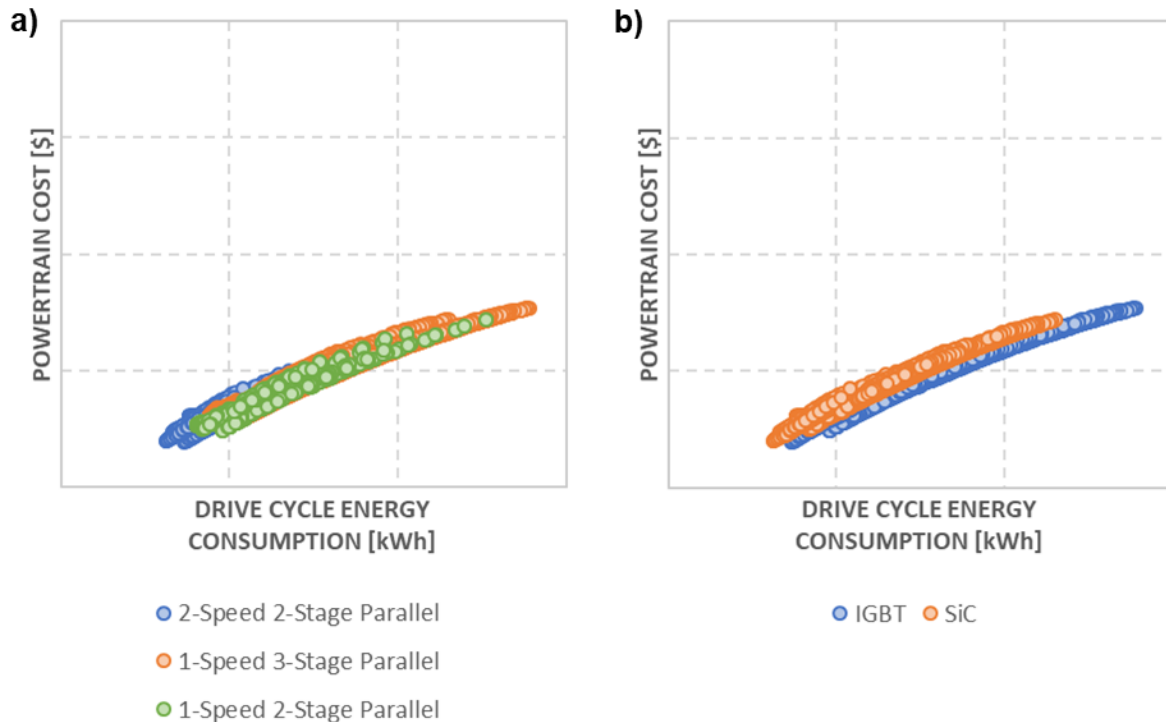 a)
POWERTRAIN COST [$]
DRIVE CYCLE ENERGY
CONSUMPTION [kWh]
2-Speed 2-Stage Parallel
1-Speed 3-Stage Parallel
1-Speed 2-Stage Parallel
b)
POWERTRAIN COST [$]
DRIVE CYCLE ENERGY
CONSUMPTION [kWh]
IGBT SiC